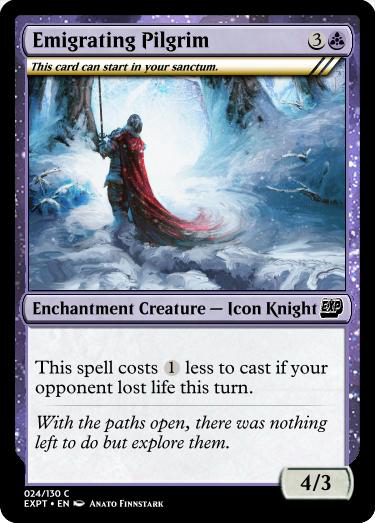 Emigrating Pilgrim 3
This card can start in your sanctum.
Enchantment Creature — Icon Knight EXP
This spell costs 1 less to cast if your
opponent lost life this turn.
With the paths open, there was nothing
left to do but explore them.
4/3
024/130 C
EXPT • EN Anato Finnstark